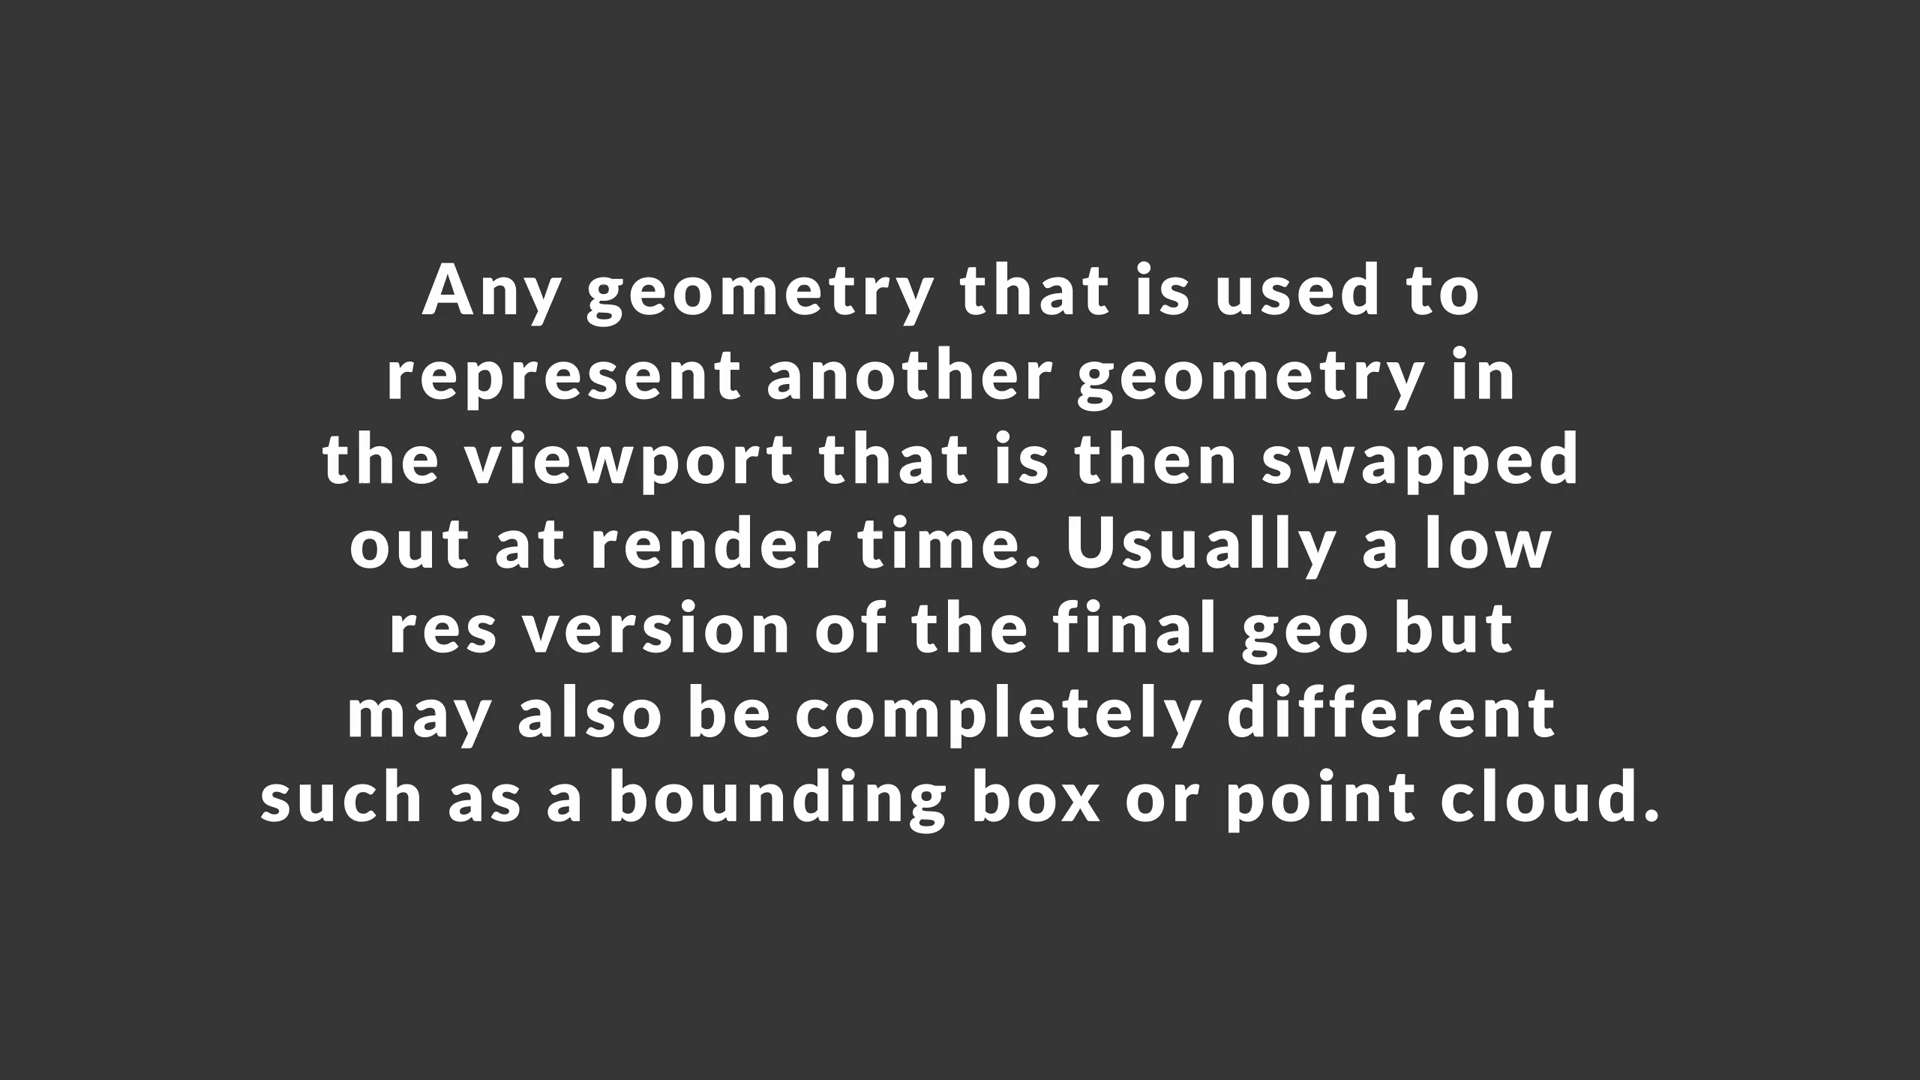 Any geometry that is used to
represent another geometry in
the viewport that is then swapped
out at render time. Usually a low
res version of the final geo but
may also be completely different
such as a bounding box or point cloud.